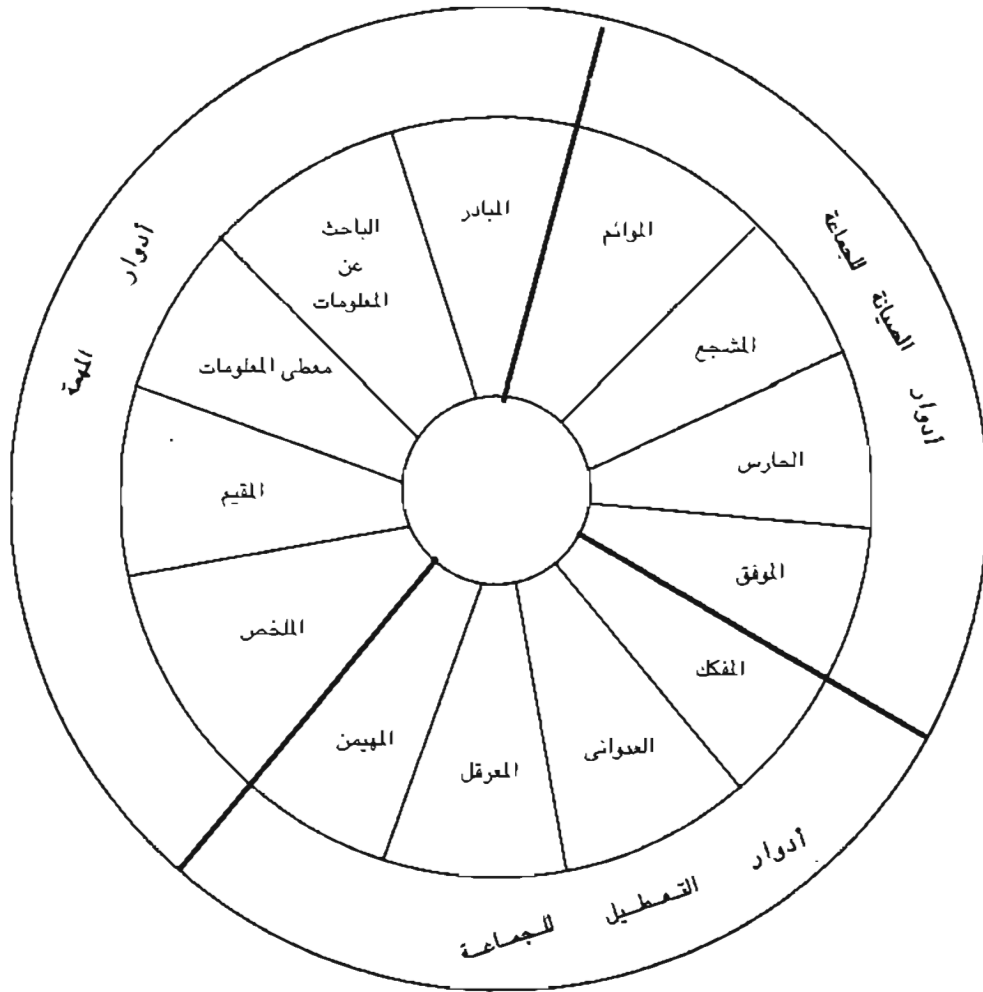 أدوار المهمة
المبادر
الباحث
عن
المعلومات
معطى المعلومات
المقيم
الملخص
أدوار الصيانة للجماعة
الموائم
المشجع
الحارس
الموفق
أدوار التعطيل للجماعة
المفكك
العدوانى
المعرقل
المهيمن